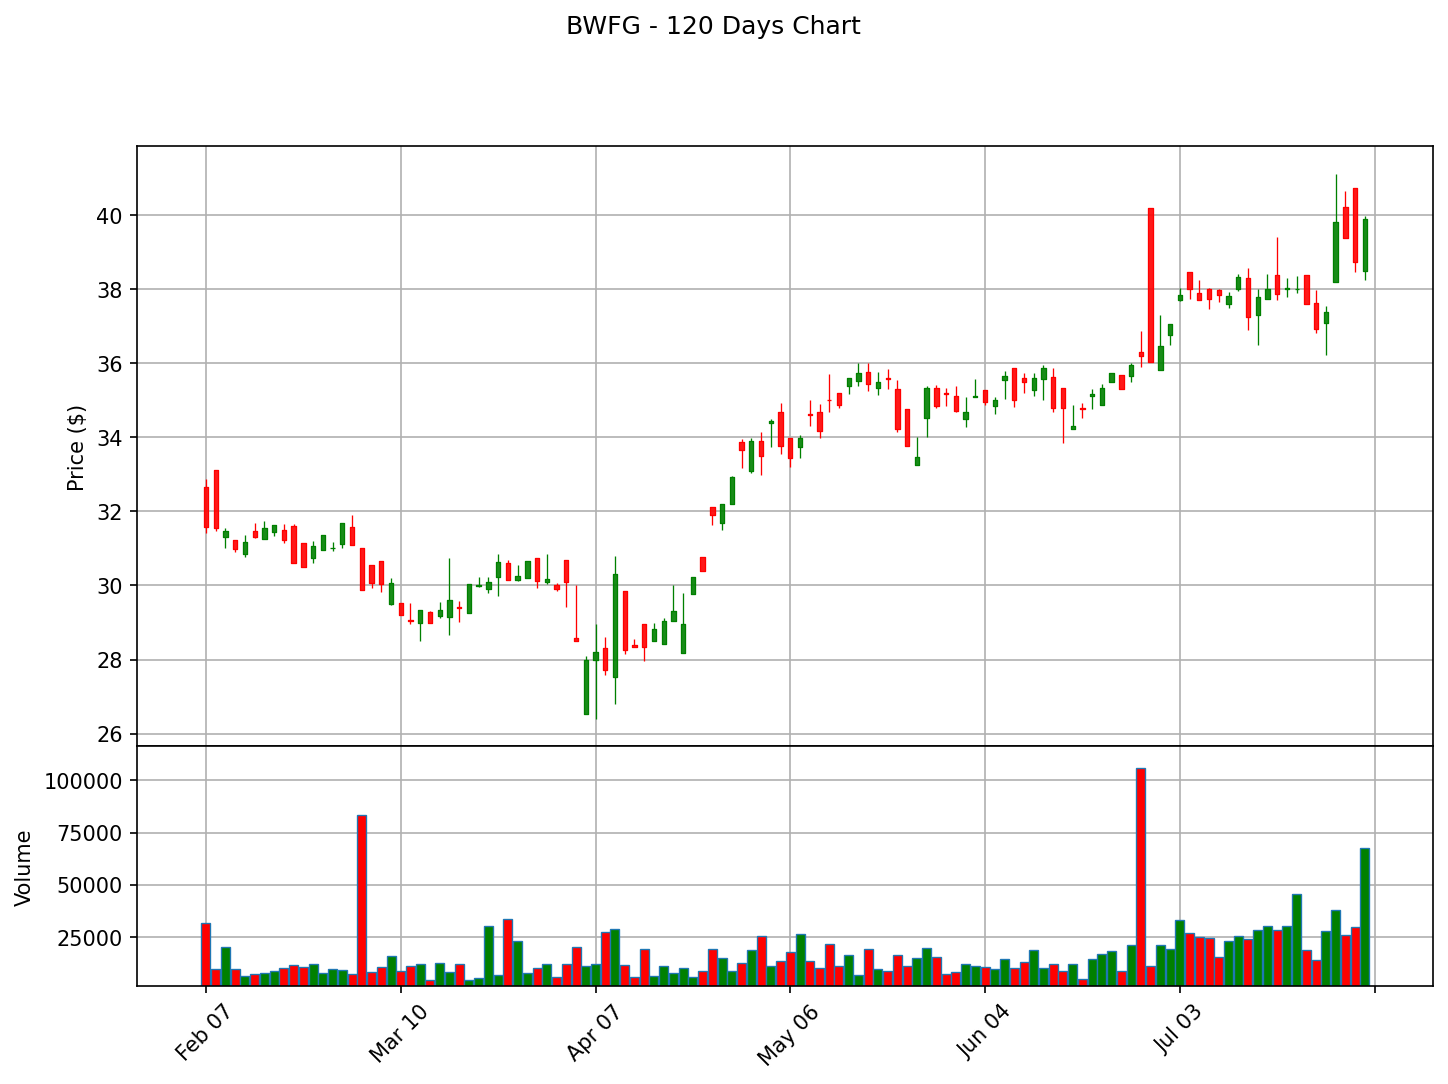 BWFG - 120 Days Chart
Price ($)
40
38
36
34
32
30
28
26
Volume
100000
75000
50000
25000
Feb 07
Mar 10
Apr 07
May 06
Jun 04
Jul 03